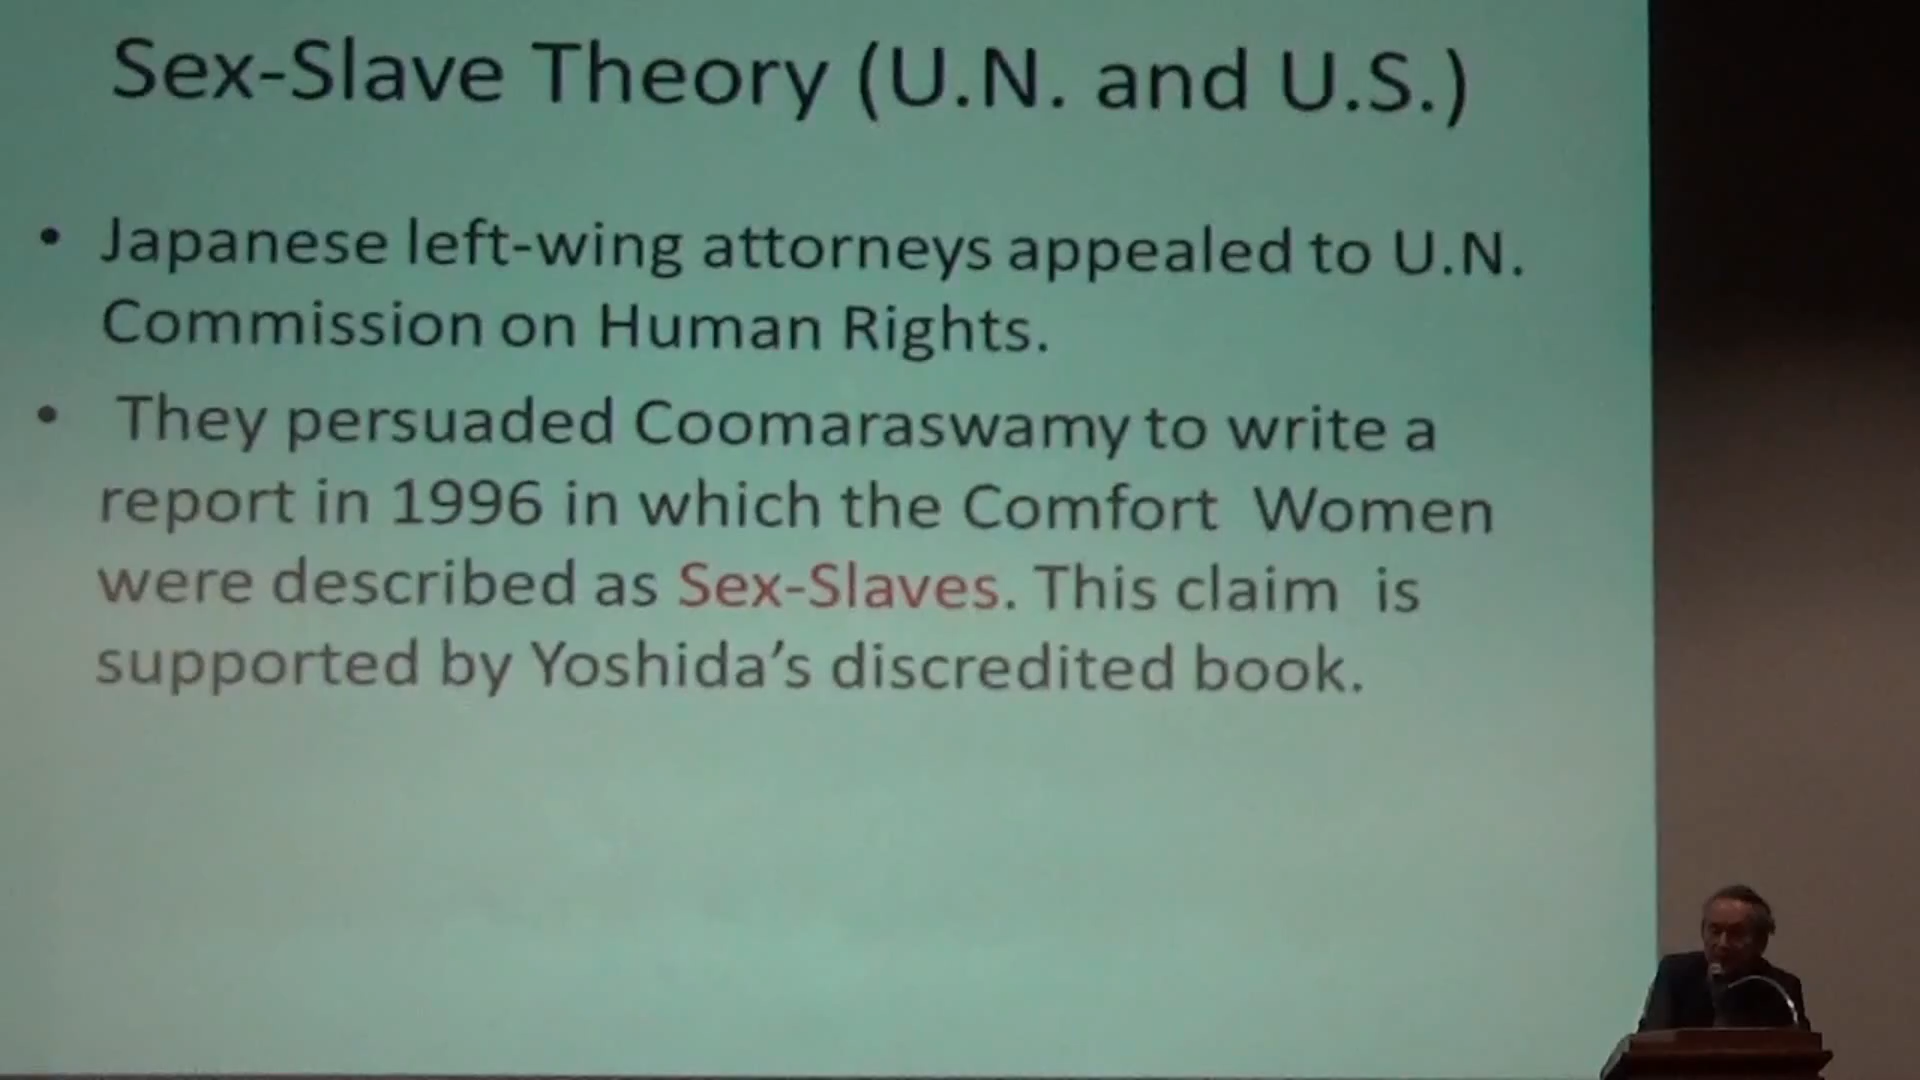 Sex-Slave Theory (U.N. and U.S.)
• Japanese left-wing attorneys appealed to U.N.
Commission on Human Rights.
• They persuaded Coomaraswamy to write a
report in 1996 in which the Comfort Women
were described as Sex-Slaves. This claim is
supported by Yoshida's discredited book.